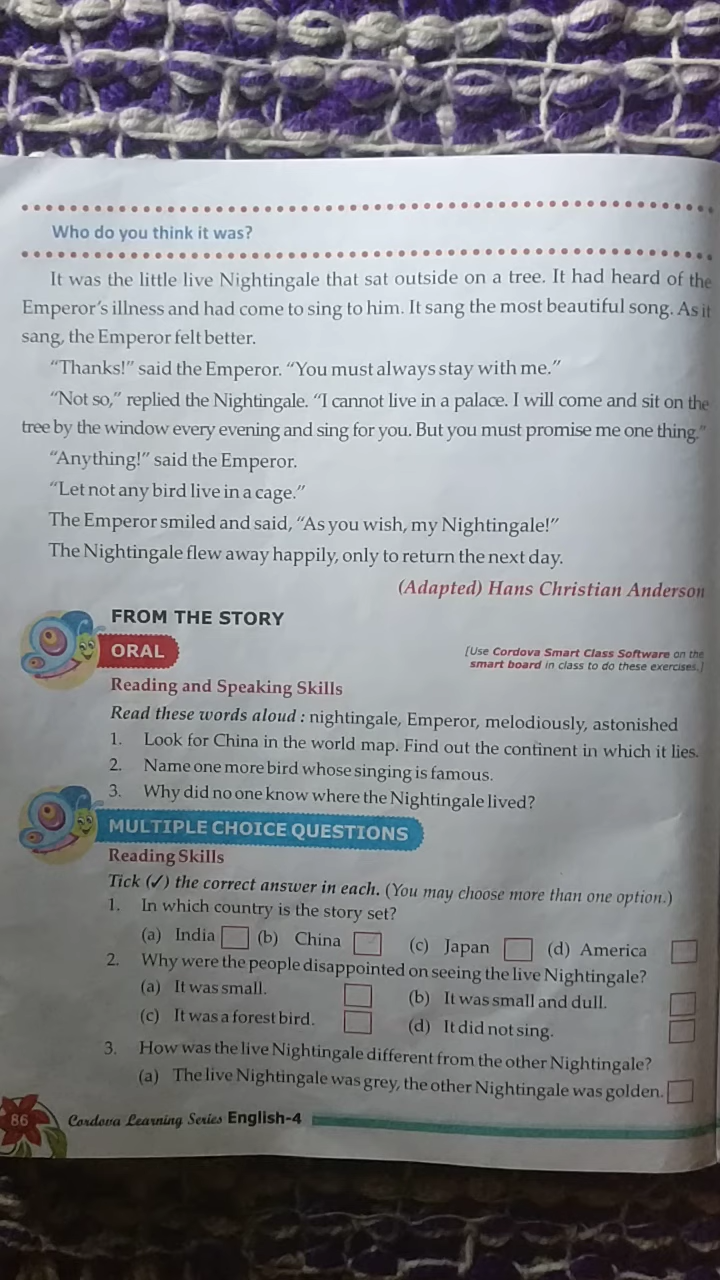 Who do you think it was?
It was the little live Nightingale that sat outside on a tree. It had heard of the
Emperor's illness and had come to sing to him. It sang the most beautiful song. As it
sang, the Emperor felt better.
"Thanks!" said the Emperor. "You must always stay with me."
"Not so," replied the Nightingale. "I cannot live in a palace. I will come and sit on the
tree by the window every evening and sing for you. But you must promise me one thing."
"Anything!" said the Emperor.
"Let not any bird live in a cage."
The Emperor smiled and said, "As you wish, my Nightingale!"
The Nightingale flew away happily, only to return the next day.
(Adapted) Hans Christian Anderson
FROM THE STORY
ORAL
[Use Cordova Smart Class Software on the
smart board in class to do these exercises.]
Reading and Speaking Skills
Read these words aloud : nightingale, Emperor, melodiously, astonished
1. Look for China in the world map. Find out the continent in which it lies.
2. Name one more bird whose singing is famous.
3. Why did no one know where the Nightingale lived?
MULTIPLE CHOICE QUESTIONS
Reading Skills
Tick (✓) the correct answer in each. (You may choose more than one option.)
1. In which country is the story set?
(a) India (b) China (c) Japan (d) America
2. Why were the people disappointed on seeing the live Nightingale?
(a) It was small. (b) It was small and dull.
(c) It was a forest bird. (d) It did not sing.
3. How was the live Nightingale different from the other Nightingale?
(a) The live Nightingale was grey, the other Nightingale was golden.
86 Cordova Learning Series English-4